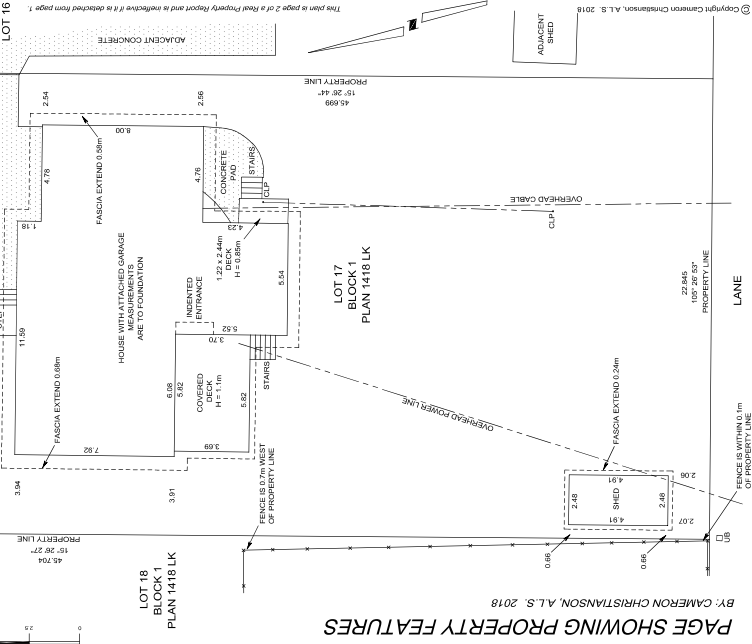 This plan is page 2 of a Real Property Report and is ineffective if it is detached from page 1.
© Copyright Cameron Christianson, A.L.S. 2018
LOT 16
ADJACENT CONCRETE
ADJACENT
SHED
PROPERTY LINE
15° 26' 44"
45.699
2.54
2.56
8.00
FASCIA EXTEND 0.58m
4.78
4.76
CONCRETE
PAD
STAIRS
CLP
OVERHEAD CABLE
CLP
1.18
4.23
1.22 x 2.44m
DECK
H = 0.85m
HOUSE WITH ATTACHED GARAGE
MEASUREMENTS
ARE TO FOUNDATION
INDENTED
ENTRANCE
5.54
5.52
3.70
11.59
LOT 17
BLOCK 1
PLAN 1418 LK
22.845
105° 26' 53"
PROPERTY LINE
LANE
FASCIA EXTEND 0.68m
6.08
5.82
COVERED
DECK
H = 1.1m
5.82
STAIRS
3.69
7.92
OVERHEAD POWER LINE
FASCIA EXTEND 0.24m
FENCE IS 0.7m WEST
OF PROPERTY LINE
FENCE IS WITHIN 0.1m
OF PROPERTY LINE
4.91
2.48
SHED
2.48
4.91
2.06
2.07
0.66
0.66
UB
3.94
3.91
PROPERTY LINE
15° 26' 27"
45.704
LOT 18
BLOCK 1
PLAN 1418 LK
2.5
0
BY: CAMERON CHRISTIANSON, A.L.S. 2018
PAGE SHOWING PROPERTY FEATURES